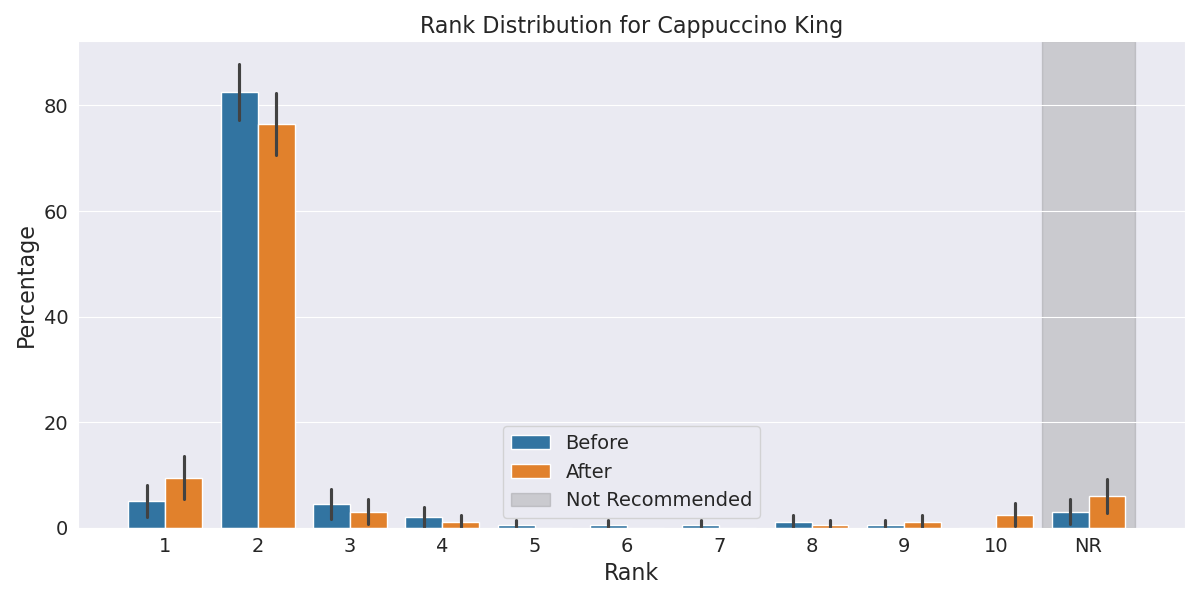 Rank Distribution for Cappuccino King
Percentage
80
60
40
20
0
Before
After
Not Recommended
1 2 3 4 5 6 7 8 9 10 NR
Rank